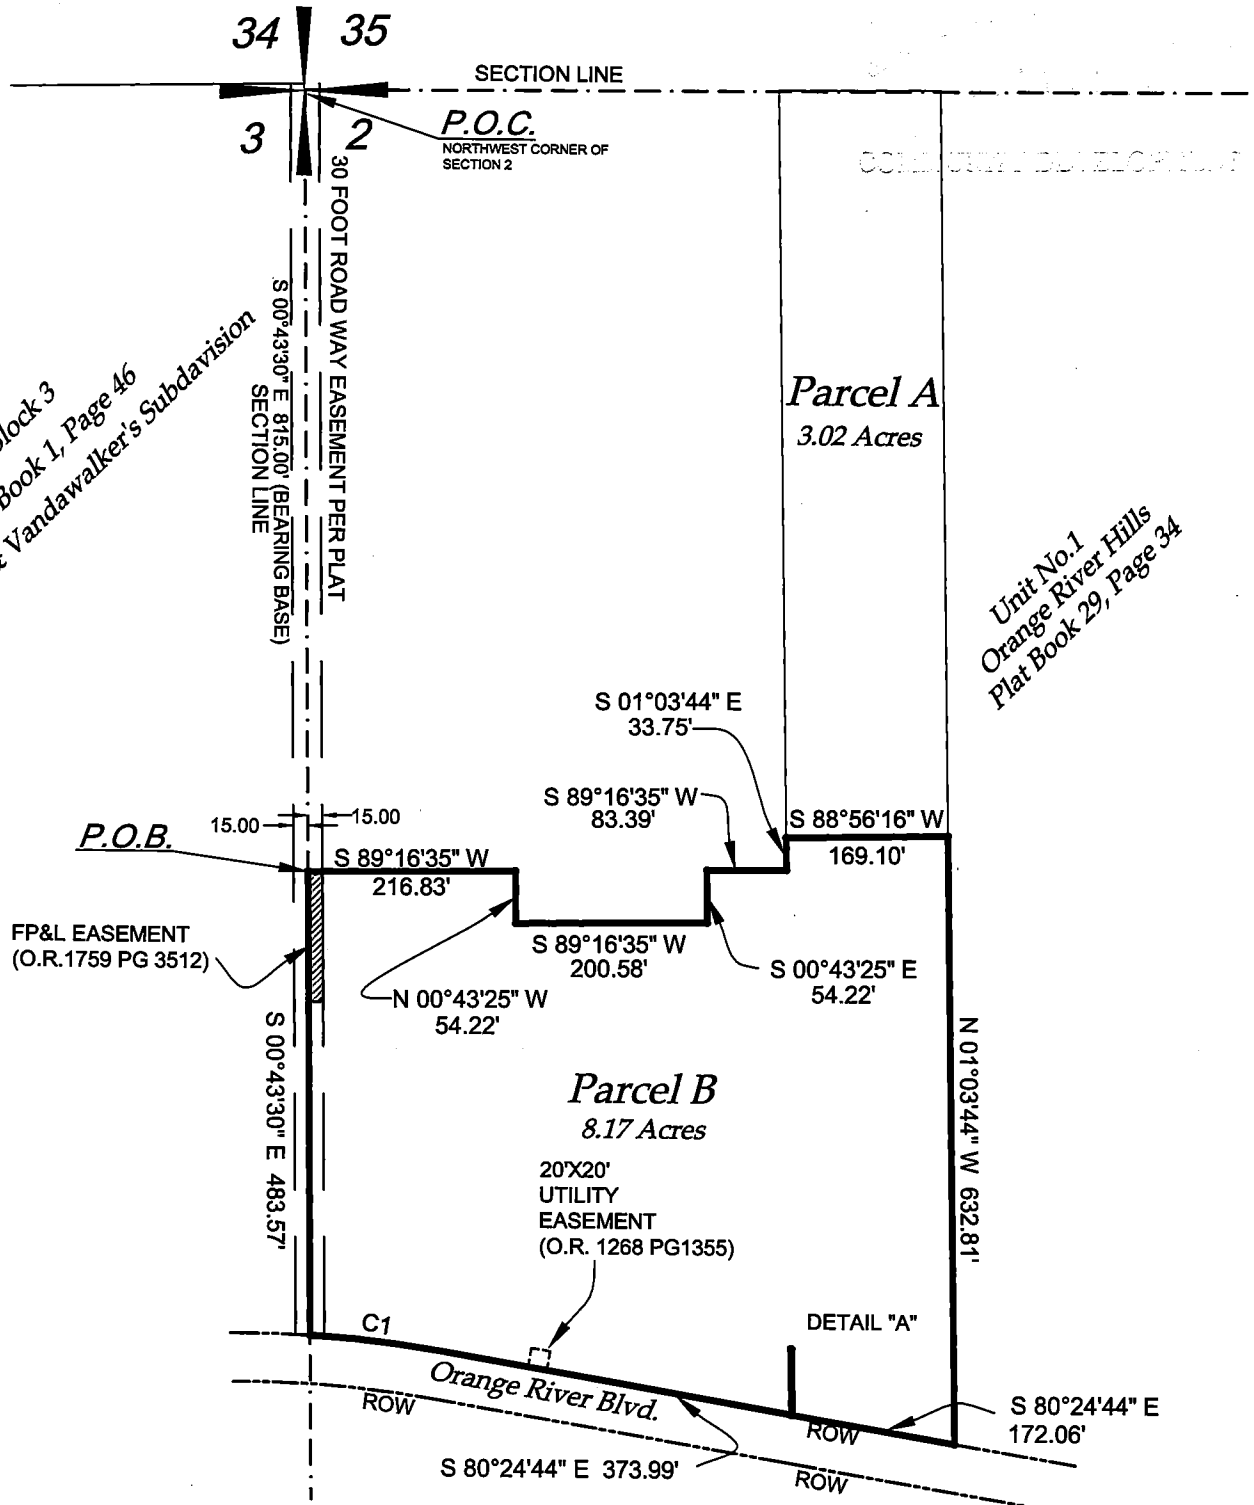 34 35
SECTION LINE
3 2
P.O.C.
NORTHWEST CORNER OF
SECTION 2
30 FOOT ROAD WAY EASEMENT PER PLAT
S 00°43'30" E 815.00' (BEARING BASE)
SECTION LINE
lock 3
Book 1, Page 46
Vandawalker's Subdavision
Parcel A
3.02 Acres
Unit No.1
Orange River Hills
Plat Book 29, Page 34
S 01°03'44" E
33.75'
S 89°16'35" W
83.39'
15.00
15.00
P.O.B.
S 89°16'35" W
216.83'
S 88°56'16" W
169.10'
FP&L EASEMENT
(O.R.1759 PG 3512)
S 89°16'35" W
200.58'
S 00°43'25" E
54.22'
N 00°43'25" W
54.22'
S 00°43'30" E 483.57'
N 01°03'44" W 632.81'
Parcel B
8.17 Acres
20'X20'
UTILITY
EASEMENT
(O.R. 1268 PG1355)
C1
DETAIL "A"
Orange River Blvd.
ROW
ROW
S 80°24'44" E
172.06'
S 80°24'44" E 373.99'
ROW